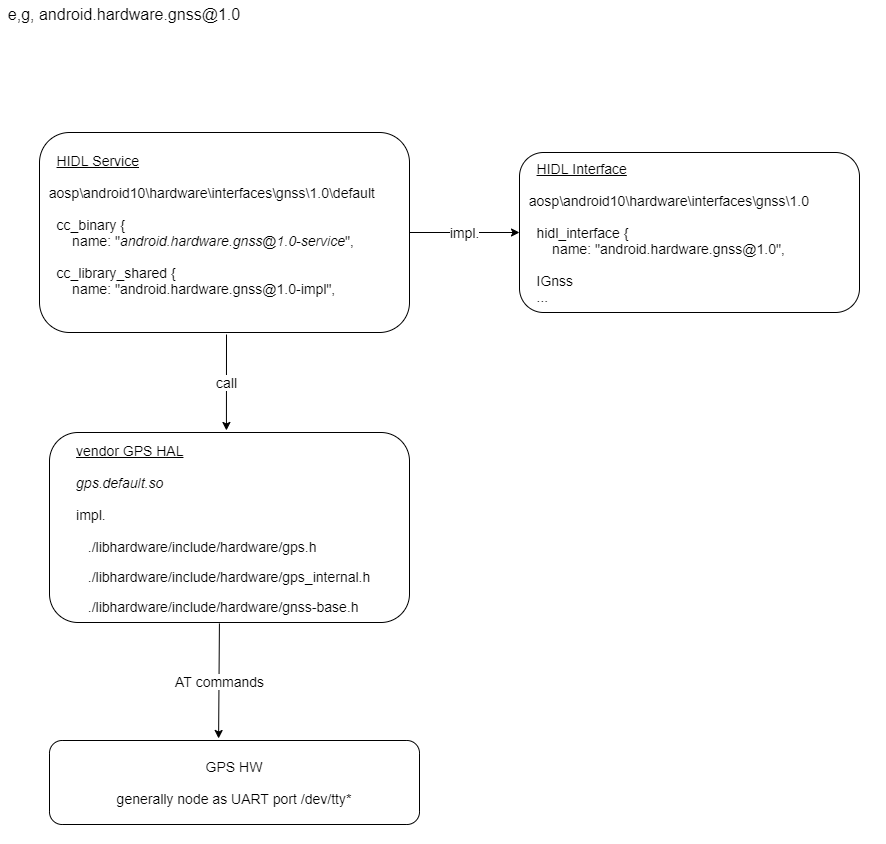 e,g, android.hardware.gnss@1.0
HIDL Service
aosp\android10\hardware\interfaces\gnss\1.0\default
cc_binary {
name: "android.hardware.gnss@1.0-service",
cc_library_shared {
name: "android.hardware.gnss@1.0-impl",
impl.
HIDL Interface
aosp\android10\hardware\interfaces\gnss\1.0
hidl_interface {
name: "android.hardware.gnss@1.0",
IGnss
...
call
vendor GPS HAL
gps.default.so
impl.
./libhardware/include/hardware/gps.h
./libhardware/include/hardware/gps_internal.h
./libhardware/include/hardware/gnss-base.h
AT commands
GPS HW
generally node as UART port /dev/tty*